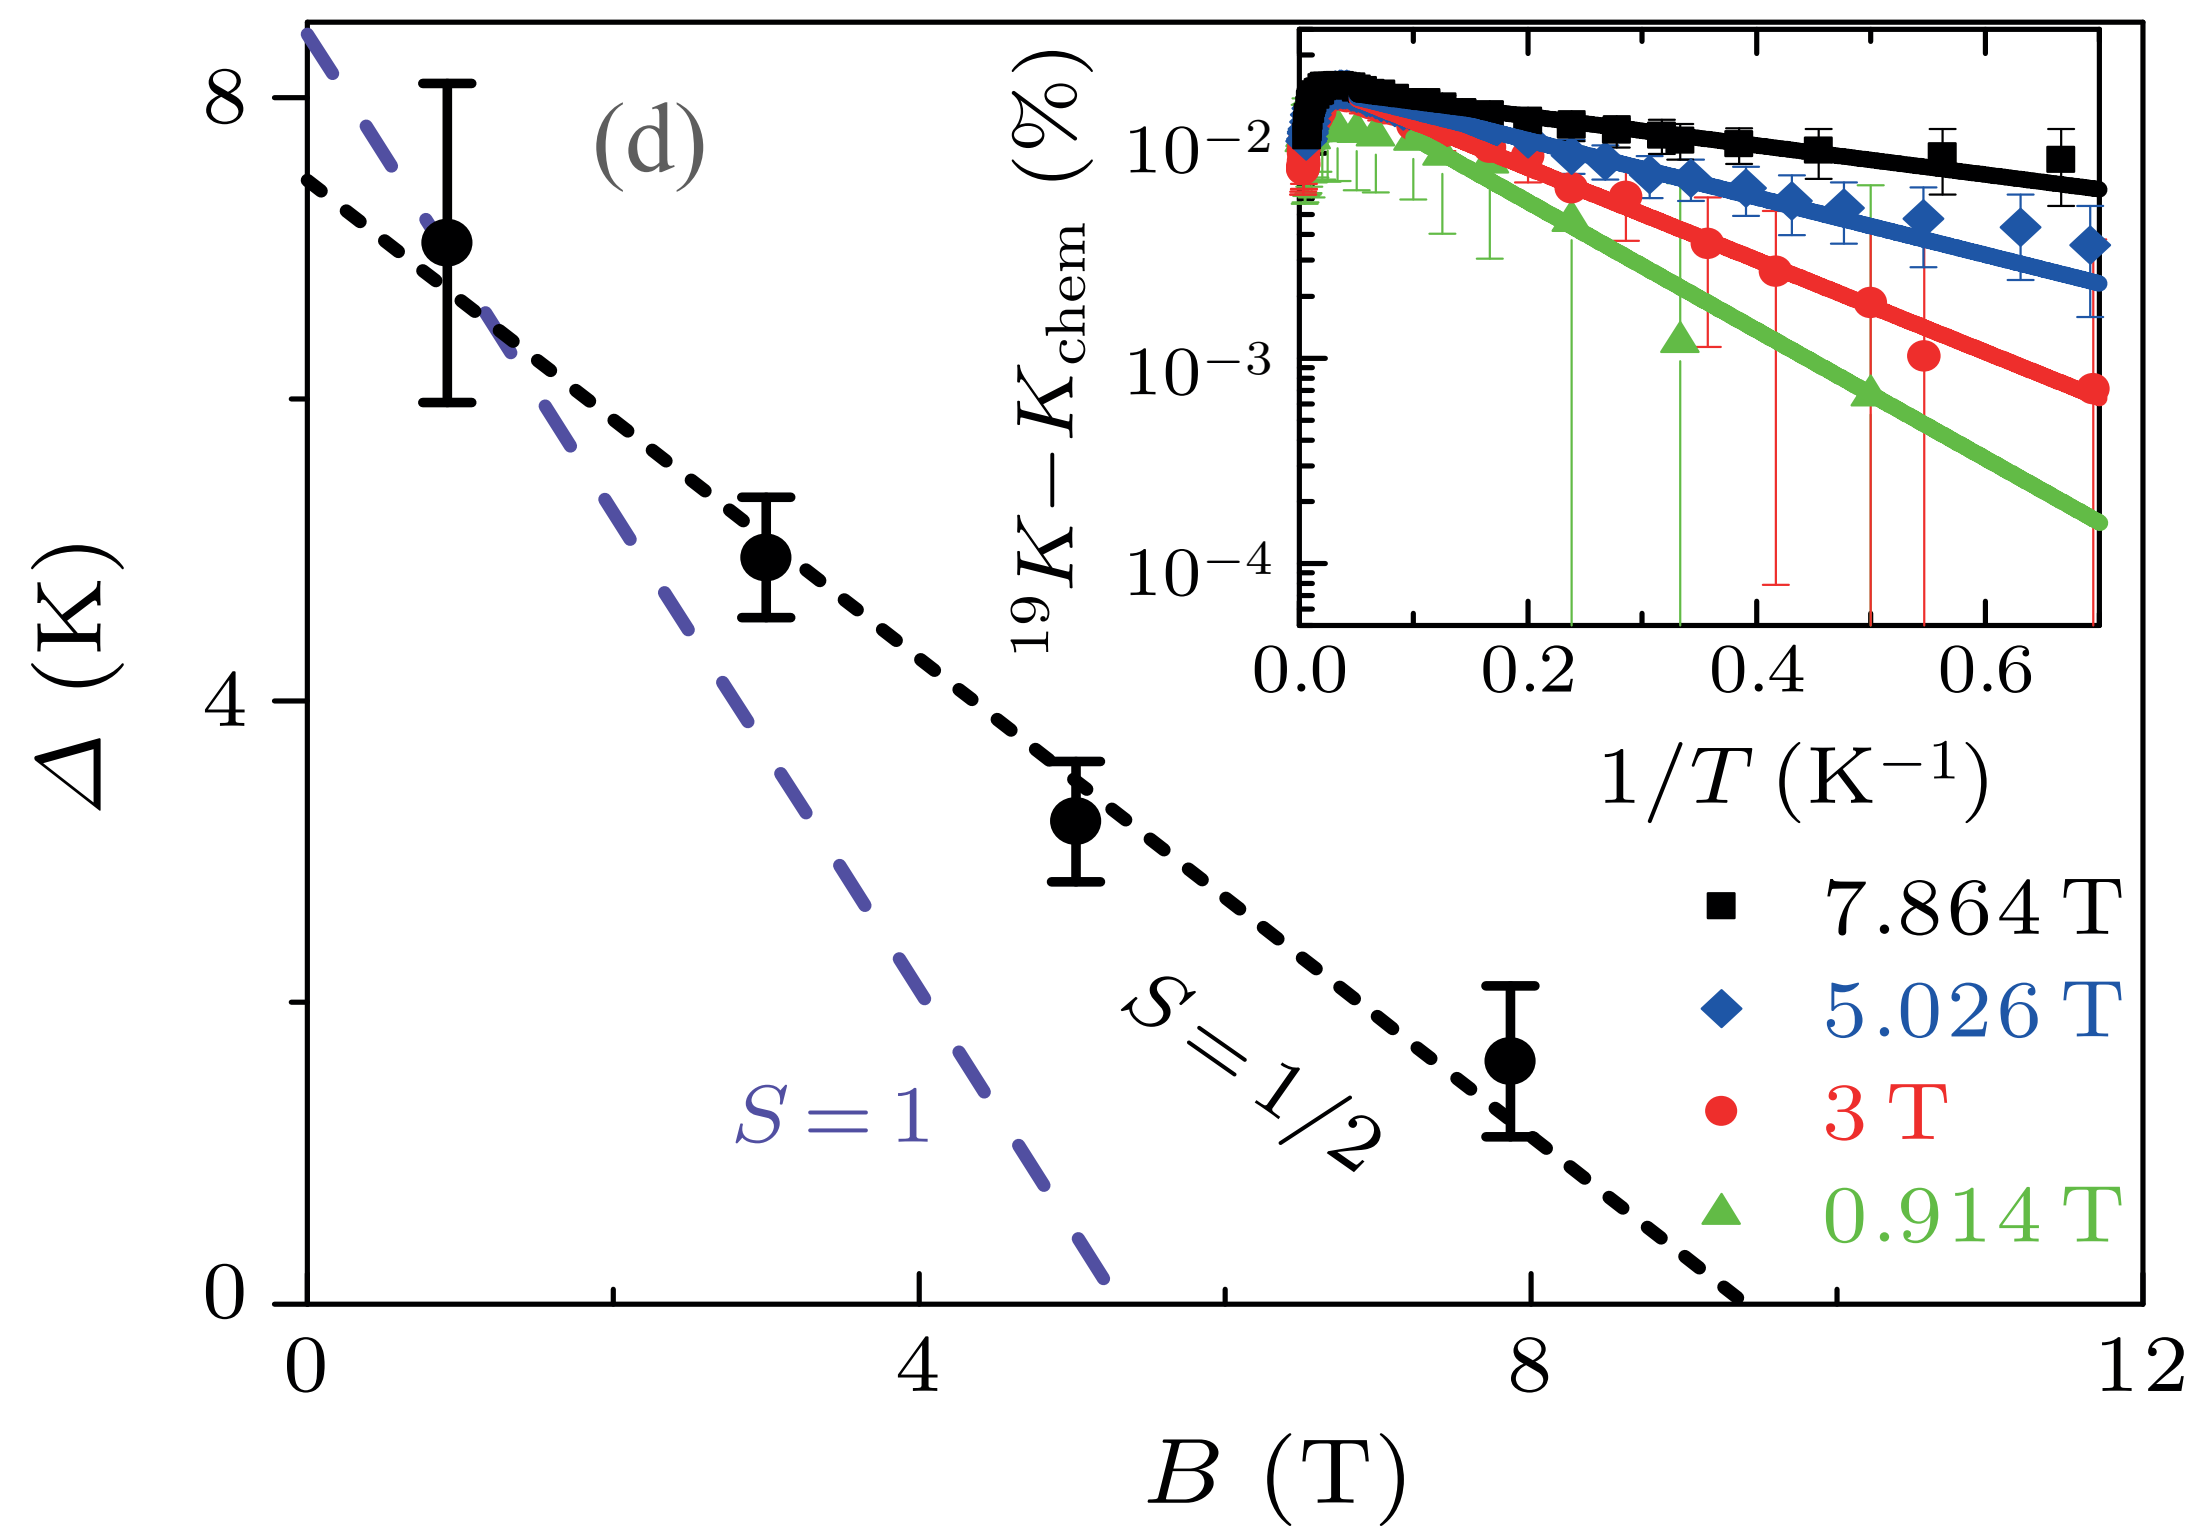 (d)
Δ (K)
8
4
0
0
4
8
12
B (T)
S = 1
S = 1/2
¹⁹K − K_chem (%)
10⁻²
10⁻³
10⁻⁴
0.0
0.2
0.4
0.6
1/T (K⁻¹)
7.864 T
5.026 T
3 T
0.914 T